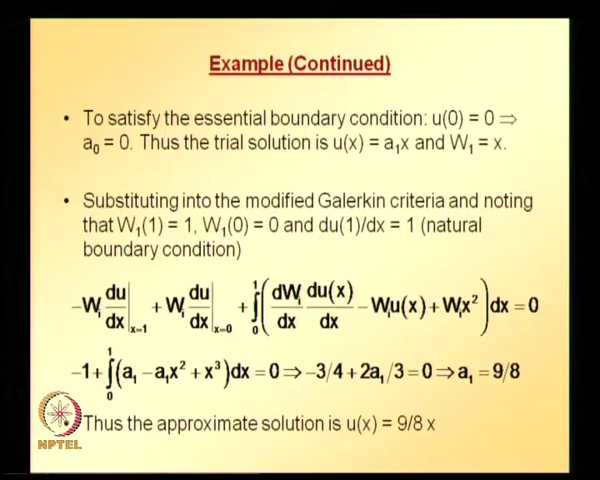 Example (Continued)
• To satisfy the essential boundary condition: u(0) = 0 ⇒
a₀ = 0. Thus the trial solution is u(x) = a₁x and W₁ = x.
• Substituting into the modified Galerkin criteria and noting
that W₁(1) = 1, W₁(0) = 0 and du(1)/dx = 1 (natural
boundary condition)
-Wᵢ du/dx|ₓ₌₁ + Wᵢ du/dx|ₓ₌₀ + ∫₀¹ (dWᵢ/dx du(x)/dx − Wᵢu(x) + Wᵢx²) dx = 0
-1 + ∫₀¹ (a₁ − a₁x² + x³) dx = 0 ⇒ −3/4 + 2a₁/3 = 0 ⇒ a₁ = 9/8
Thus the approximate solution is u(x) = 9/8 x
NPTEL